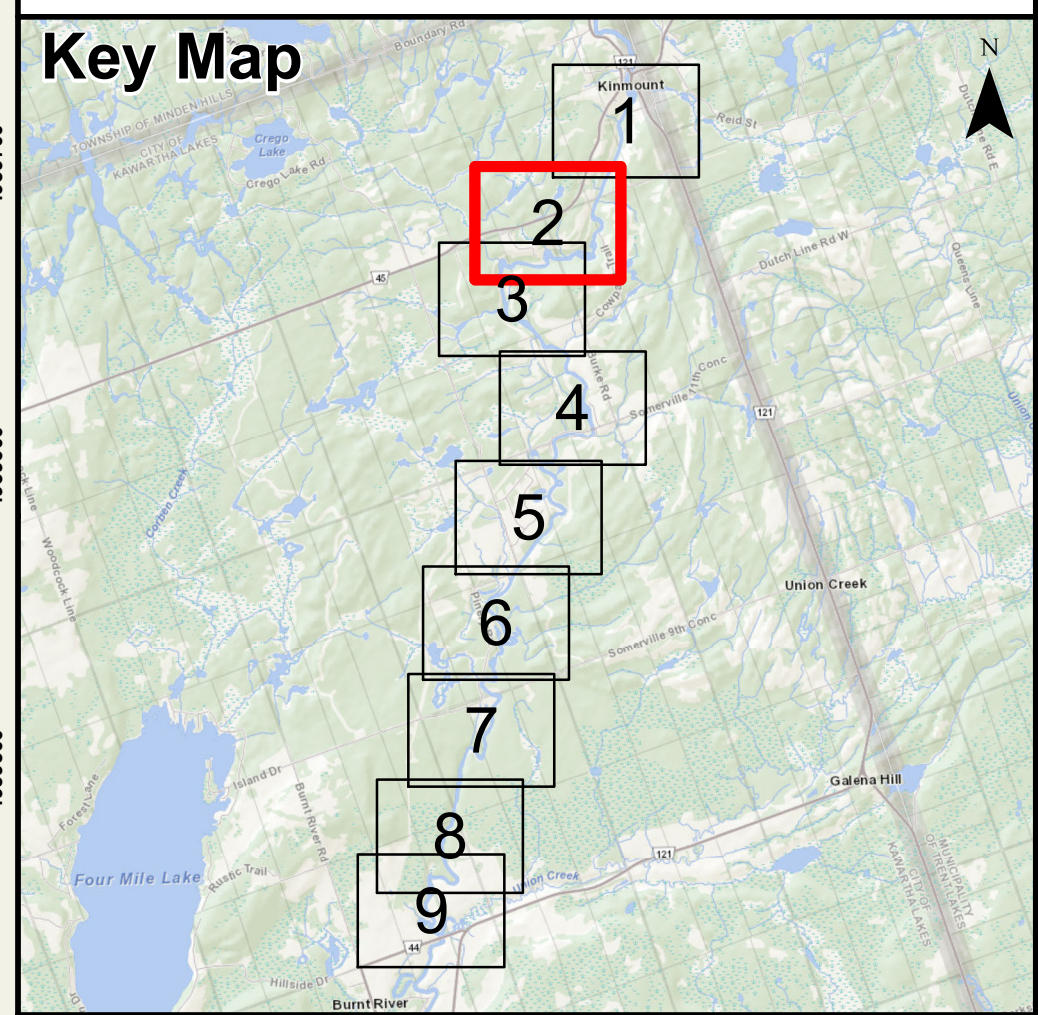 Key Map
Boundary Rd
121
N
Kinmount
TOWNSHIP OF MINDEN HILLS
CITY OF
KAWARTHA LAKES
Crego
Lake
Crego Lake Rd
1
Reid St
2
Dutch Line Rd W
Queens Line
Trail
45
3
Burke Rd
Somerville 11th Conc
4
121
Corben Creek
5
Woodcock Line
Union Creek
6
Somerville 9th Conc
7
Island Dr
Galena Hill
Forest Lane
Burnt River Rd
8
121
MUNICIPALITY
OF TRENT LAKES
CITY OF
KAWARTHA LAKES
Four Mile Lake
Rustic Trail
Union Creek
9
44
Hillside Dr
Burnt River